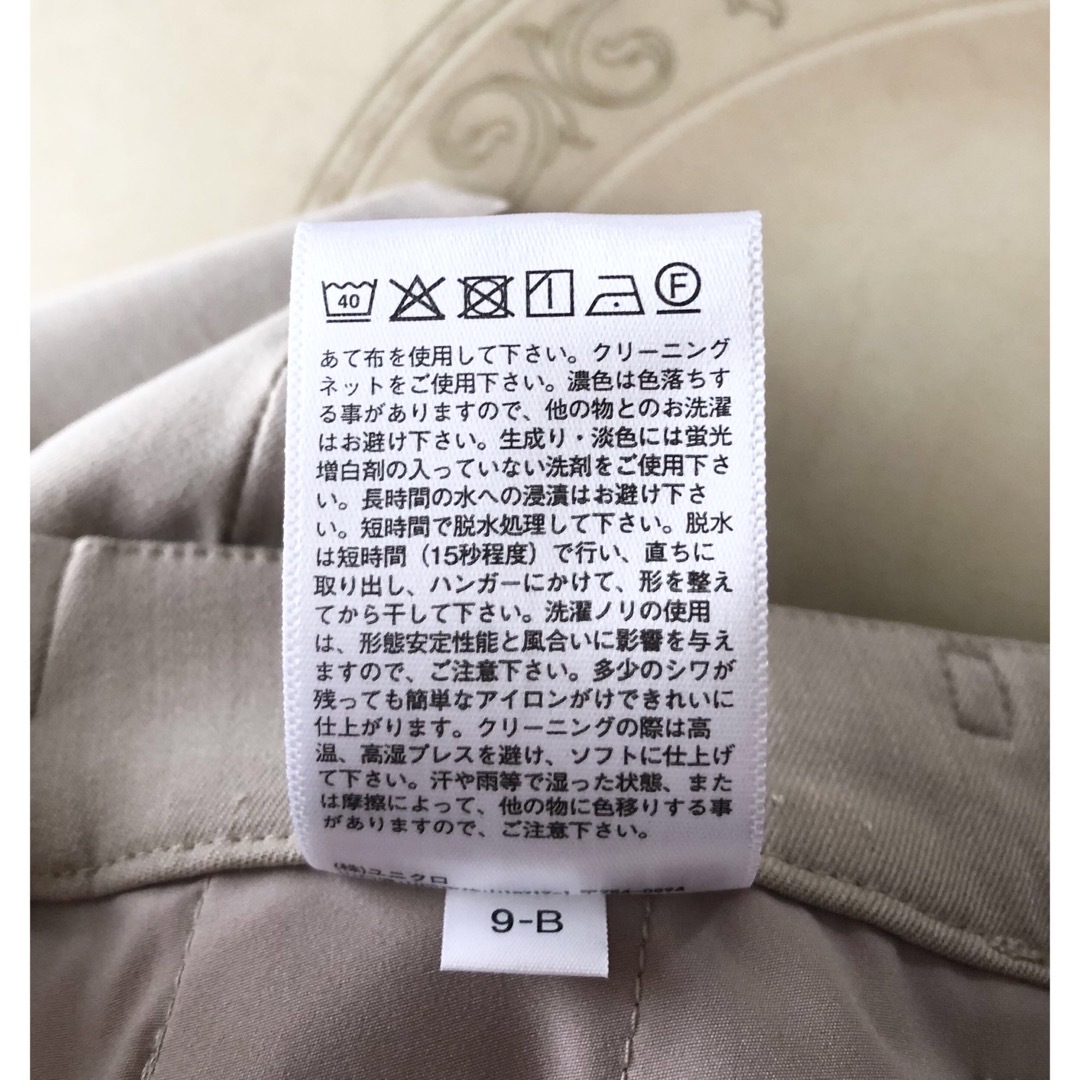 40 F
あて布を使用して下さい。クリーニング
ネットをご使用下さい。濃色は色落ちす
る事がありますので、他の物とのお洗濯
はお避け下さい。生成り・淡色には蛍光
増白剤の入っていない洗剤をご使用下さ
い。長時間の水への浸漬はお避け下さ
い。短時間で脱水処理して下さい。脱水
は短時間（15秒程度）で行い、直ちに
取り出し、ハンガーにかけて、形を整え
てから干して下さい。洗濯ノリの使用
は、形態安定性能と風合いに影響を与え
ますので、ご注意下さい。多少のシワが
残っても簡単なアイロンがけできれいに
仕上がります。クリーニングの際は高
温、高湿プレスを避け、ソフトに仕上げ
て下さい。汗や雨等で湿った状態、また
は摩擦によって、他の物に色移りする事
がありますので、ご注意下さい。
(株)ユニクロ
9-B